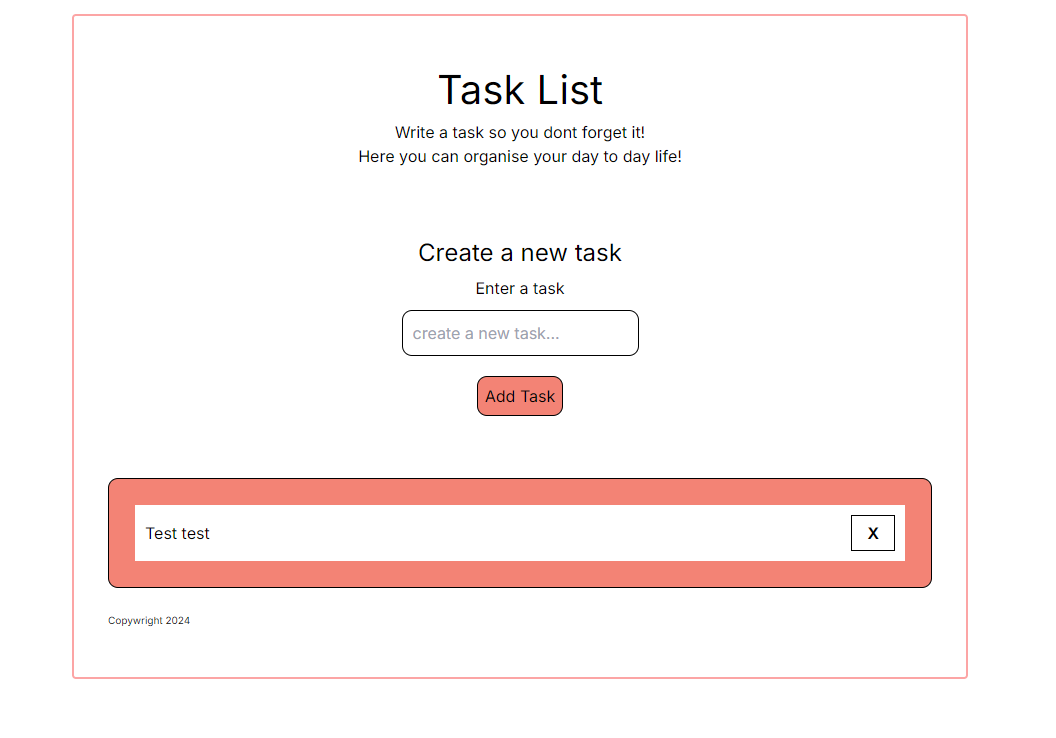 Task List
Write a task so you dont forget it!
Here you can organise your day to day life!
Create a new task
Enter a task
create a new task...
Add Task
Test test
X
Copywright 2024